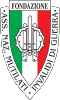 FONDAZIONE
ASS. NAZ. MUTILATI
INVALIDI DI GUERRA